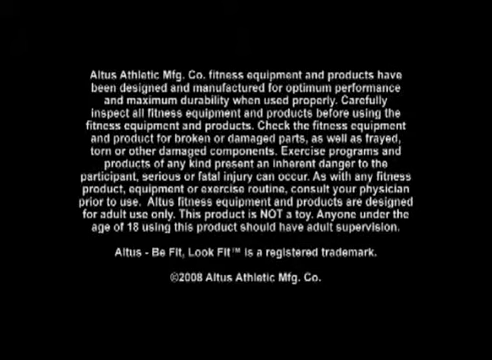 Altus Athletic Mfg. Co. fitness equipment and products have
been designed and manufactured for optimum performance
and maximum durability when used properly. Carefully
inspect all fitness equipment and products before using the
fitness equipment and products. Check the fitness equipment
and product for broken or damaged parts, as well as frayed,
torn or other damaged components. Exercise programs and
products of any kind present an inherent danger to the
participant, serious or fatal injury can occur. As with any fitness
product, equipment or exercise routine, consult your physician
prior to use. Altus fitness equipment and products are designed
for adult use only. This product is NOT a toy. Anyone under the
age of 18 using this product should have adult supervision.
Altus - Be Fit, Look Fit™ is a registered trademark.
©2008 Altus Athletic Mfg. Co.